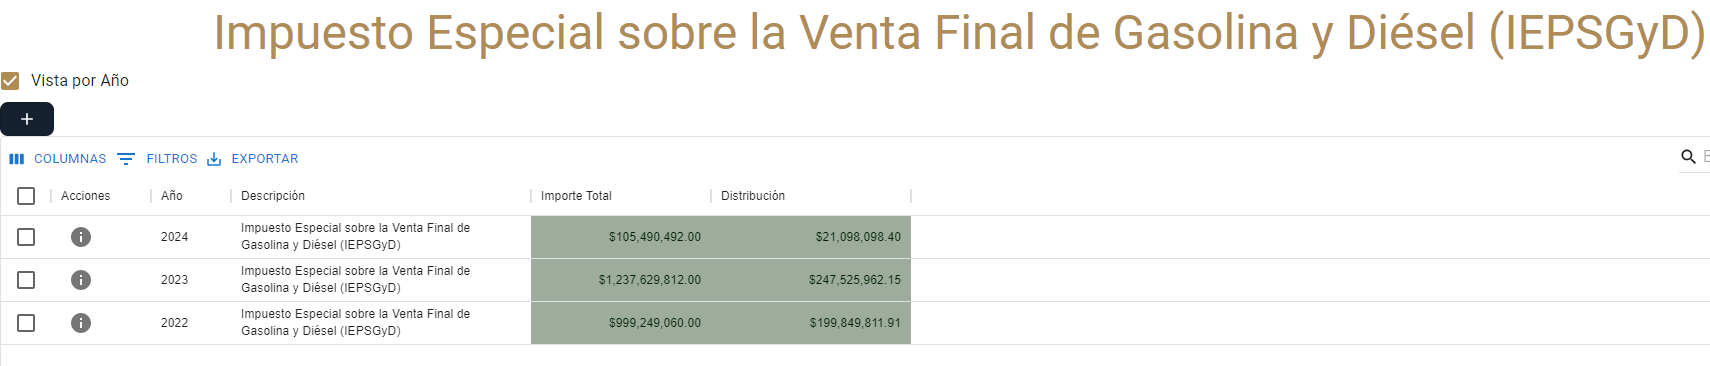 Impuesto Especial sobre la Venta Final de Gasolina y Diésel (IEPSGyD)
Vista por Año
+
COLUMNAS FILTROS EXPORTAR
Acciones Año Descripción Importe Total Distribución
2024 Impuesto Especial sobre la Venta Final de $105,490,492.00 $21,098,098.40
Gasolina y Diésel (IEPSGyD)
2023 Impuesto Especial sobre la Venta Final de $1,237,629,812.00 $247,525,962.15
Gasolina y Diésel (IEPSGyD)
2022 Impuesto Especial sobre la Venta Final de $999,249,060.00 $199,849,811.91
Gasolina y Diésel (IEPSGyD)